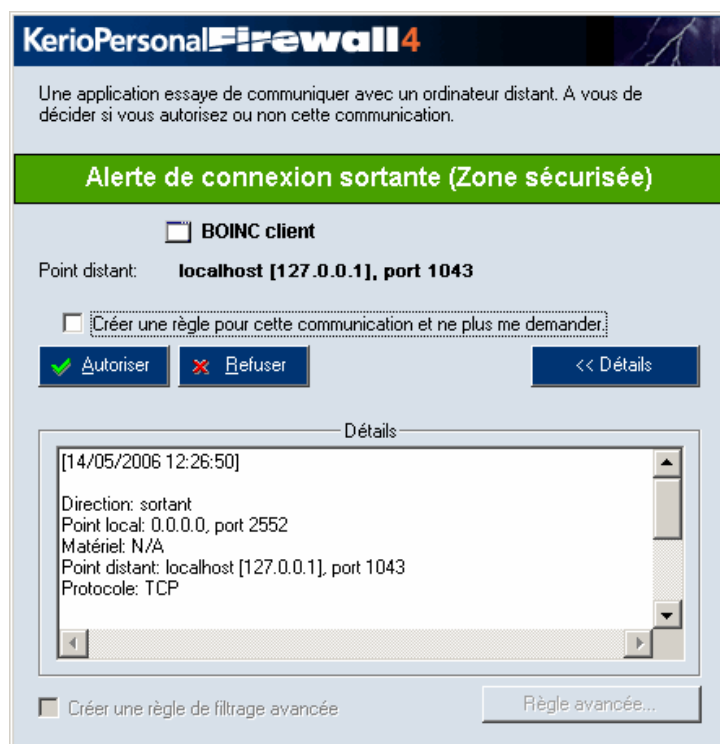 KerioPersonalFirewall4
Une application essaye de communiquer avec un ordinateur distant. A vous de
décider si vous autorisez ou non cette communication.
Alerte de connexion sortante (Zone sécurisée)
BOINC client
Point distant: localhost [127.0.0.1], port 1043
Créer une règle pour cette communication et ne plus me demander.
Autoriser Refuser << Détails
Détails
[14/05/2006 12:26:50]
Direction: sortant
Point local: 0.0.0.0, port 2552
Matériel: N/A
Point distant: localhost [127.0.0.1], port 1043
Protocole: TCP
Créer une règle de filtrage avancée Règle avancée...